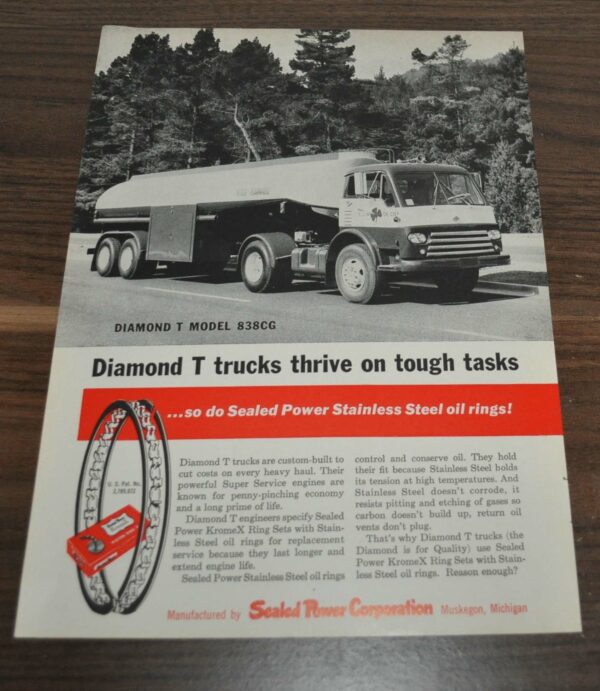 DIAMOND T MODEL 838CG
Diamond T trucks thrive on tough tasks
...so do Sealed Power Stainless Steel oil rings!
U. S. Pat. No.
2,789,872
Diamond T trucks are custom-built to
cut costs on every heavy haul. Their
powerful Super Service engines are
known for penny-pinching economy
and a long prime of life.
Diamond T engineers specify Sealed
Power KromeX Ring Sets with Stain-
less Steel oil rings for replacement
service because they last longer and
extend engine life.
Sealed Power Stainless Steel oil rings
control and conserve oil. They hold
their fit because Stainless Steel holds
its tension at high temperatures. And
Stainless Steel doesn't corrode, it
resists pitting and etching of gases so
carbon doesn't build up, return oil
vents don't plug.
That's why Diamond T trucks (the
Diamond is for Quality) use Sealed
Power KromeX Ring Sets with Stain-
less Steel oil rings. Reason enough?
Manufactured by Sealed Power Corporation Muskegon, Michigan